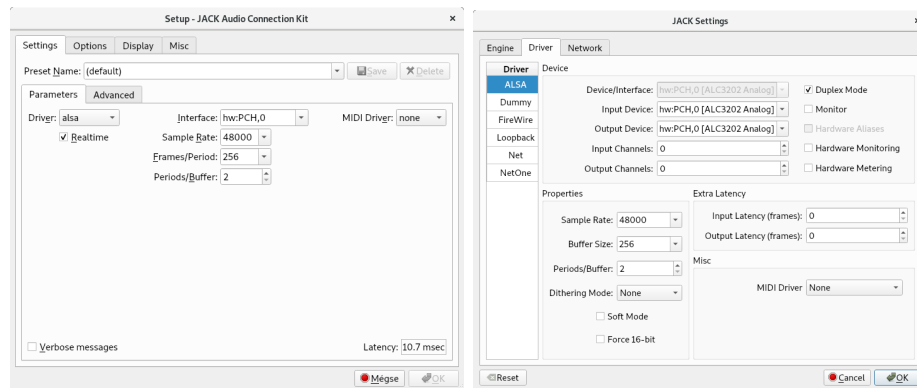 Setup - JACK Audio Connection Kit
Settings Options Display Misc
Preset Name: (default) Save Delete
Parameters Advanced
Driver: alsa Interface: hw:PCH,0 MIDI Driver: none
Realtime Sample Rate: 48000
Frames/Period: 256
Periods/Buffer: 2
Verbose messages Latency: 10.7 msec
Mégse OK
JACK Settings
Engine Driver Network
Driver
ALSA
Dummy
FireWire
Loopback
Net
NetOne
Device
Device/Interface: hw:PCH,0 [ALC3202 Analog] Duplex Mode
Input Device: hw:PCH,0 [ALC3202 Analog] Monitor
Output Device: hw:PCH,0 [ALC3202 Analog] Hardware Aliases
Input Channels: 0 Hardware Monitoring
Output Channels: 0 Hardware Metering
Properties
Sample Rate: 48000
Buffer Size: 256
Periods/Buffer: 2
Dithering Mode: None
Soft Mode
Force 16-bit
Extra Latency
Input Latency (frames): 0
Output Latency (frames): 0
Misc
MIDI Driver None
Reset Cancel OK